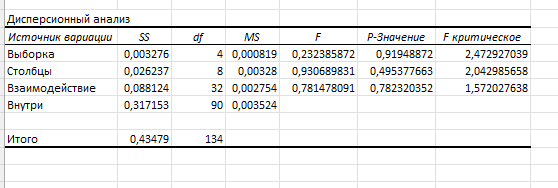 Дисперсионный анализ
Источник вариации SS df MS F P-Значение F критическое
Выборка 0,003276 4 0,000819 0,232385872 0,91948872 2,472927039
Столбцы 0,026237 8 0,00328 0,930689831 0,495377663 2,042985658
Взаимодействие 0,088124 32 0,002754 0,781478091 0,782320352 1,572027638
Внутри 0,317153 90 0,003524
Итого 0,43479 134